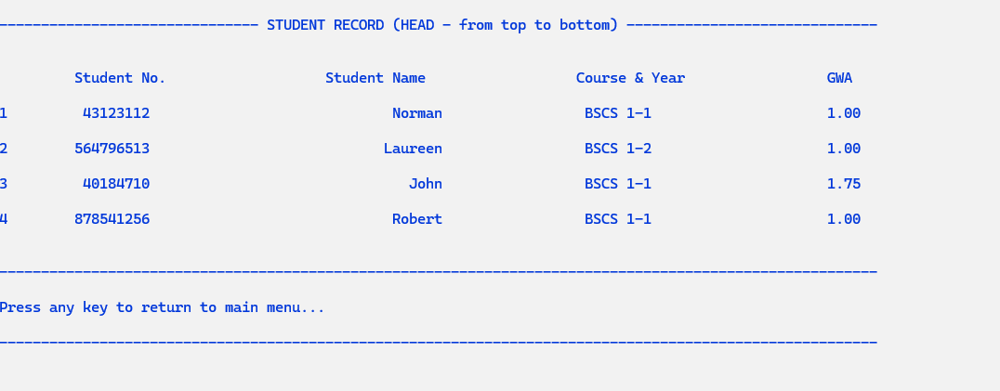 ------------------------------- STUDENT RECORD (HEAD - from top to bottom) ------------------------------
Student No. Student Name Course & Year GWA
1 43123112 Norman BSCS 1-1 1.00
2 564796513 Laureen BSCS 1-2 1.00
3 40184710 John BSCS 1-1 1.75
4 878541256 Robert BSCS 1-1 1.00
---------------------------------------------------------------------------------------------------------
Press any key to return to main menu...
---------------------------------------------------------------------------------------------------------